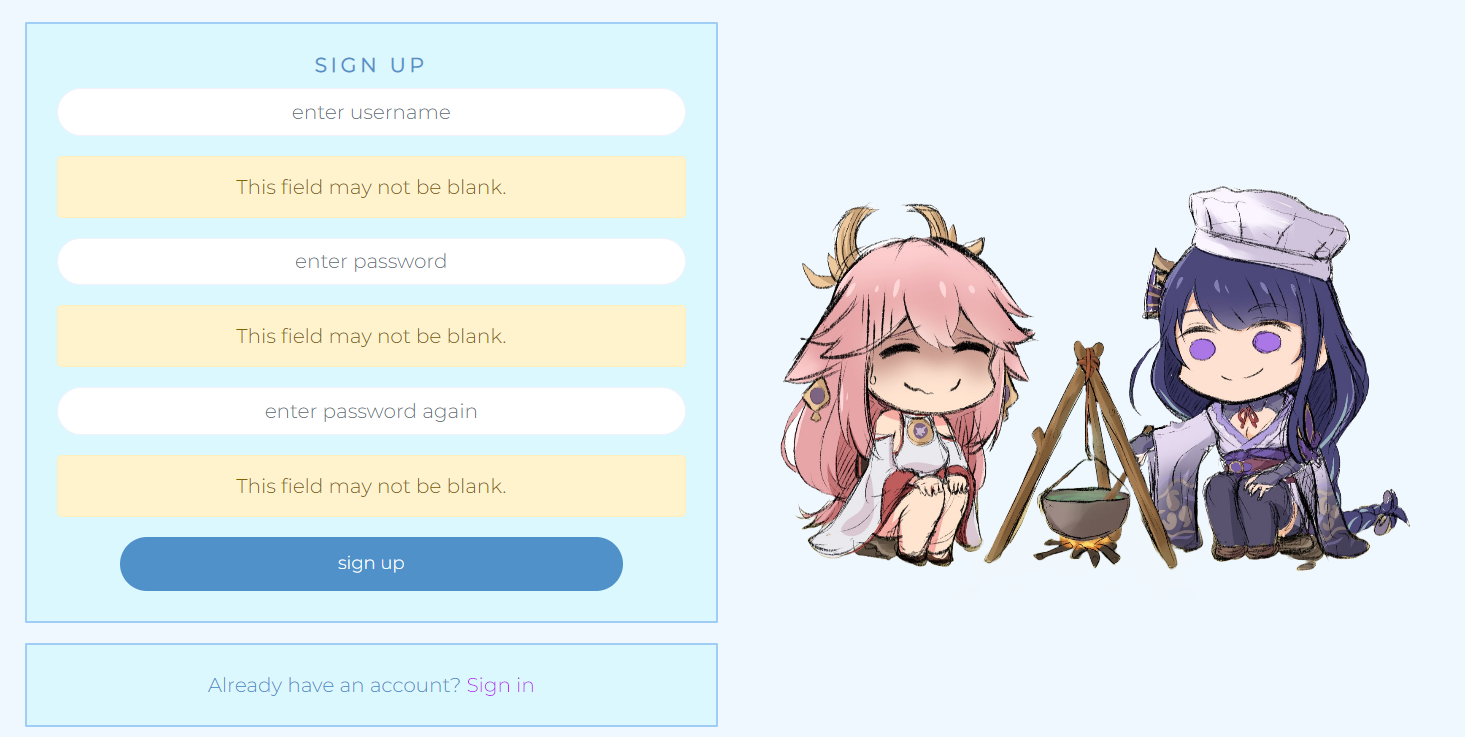 SIGN UP
enter username
This field may not be blank.
enter password
This field may not be blank.
enter password again
This field may not be blank.
sign up
Already have an account? Sign in